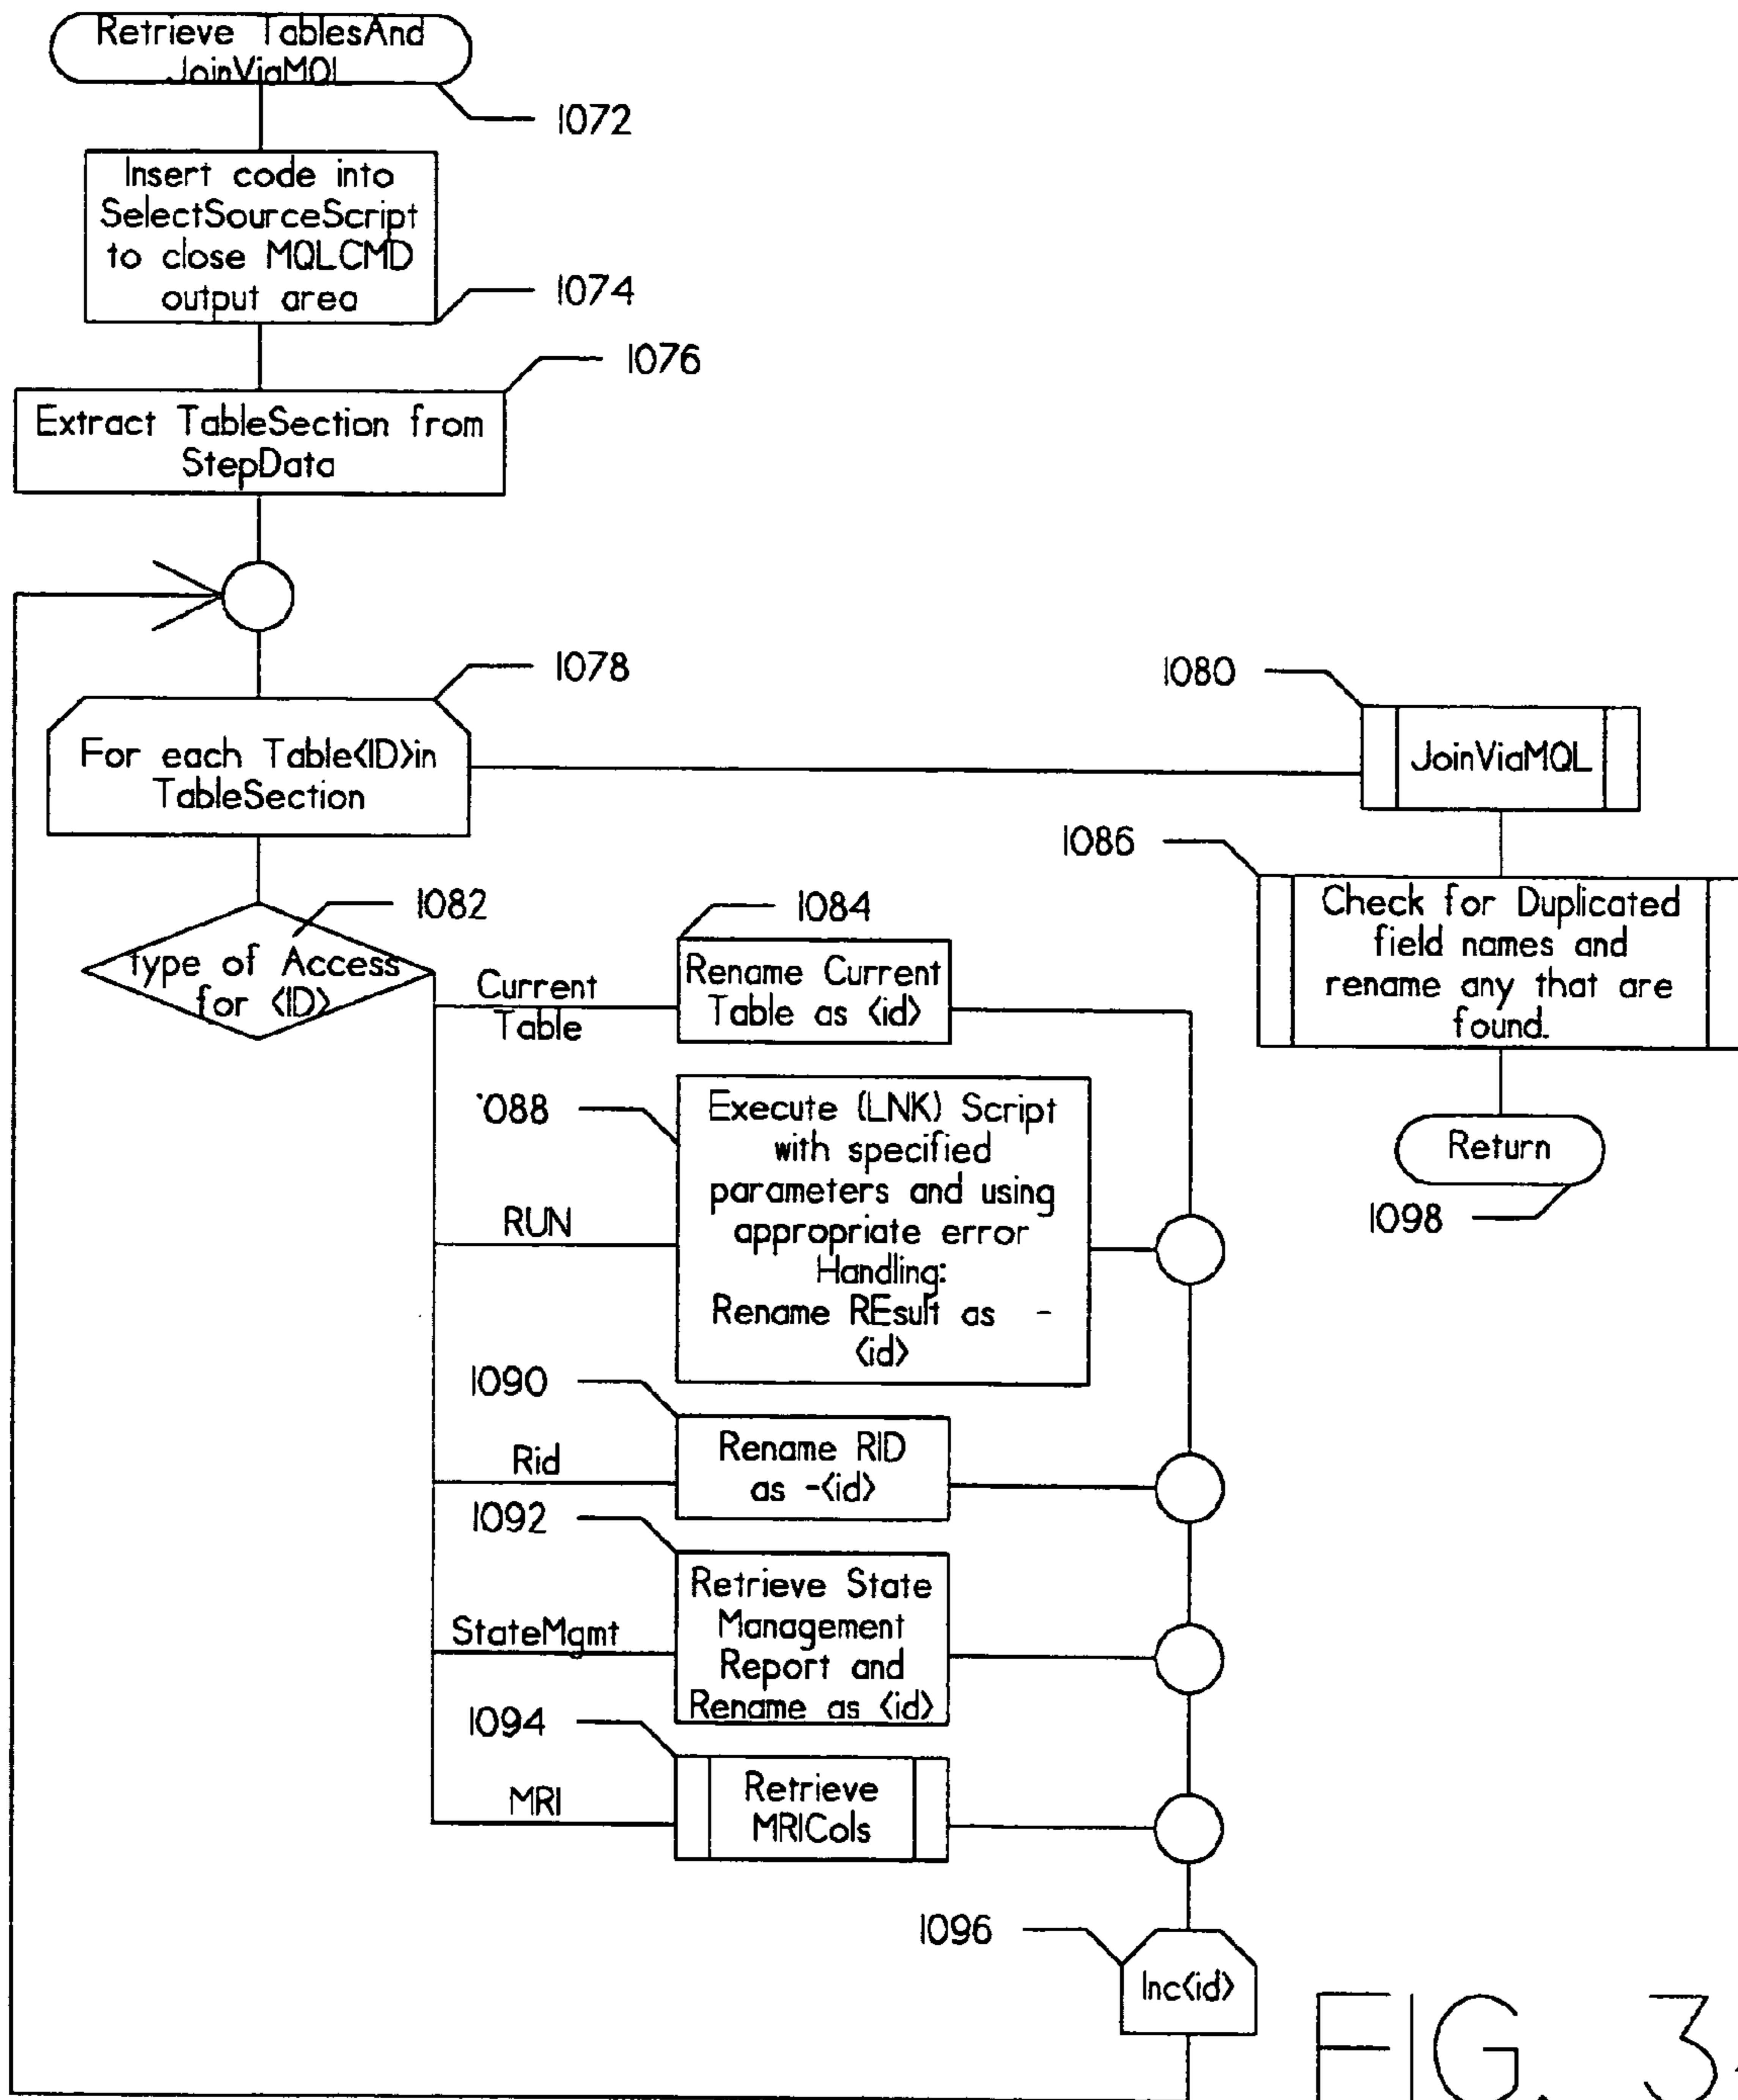 Retrieve TablesAnd
JoinViaMQL
1072
Insert code into
SelectSourceScript
to close MQLCMD
output area
1074
1076
Extract TableSection from
StepData
1078
For each Table<ID>in
TableSection
1080
JoinViaMQL
1086
Check for Duplicated
field names and
rename any that are
found.
Return
1098
1082
type of Access
for <ID>
Current
Table
1084
Rename Current
Table as <id>
RUN
'088
Execute (LNK) Script
with specified
parameters and using
appropriate error
Handling:
Rename REsult as -
<id>
Rid
1090
Rename RID
as -<id>
StateMgmt
1092
Retrieve State
Management
Report and
Rename as <id>
MRI
1094
Retrieve
MRICols
1096
Inc<id>
FIG. 3